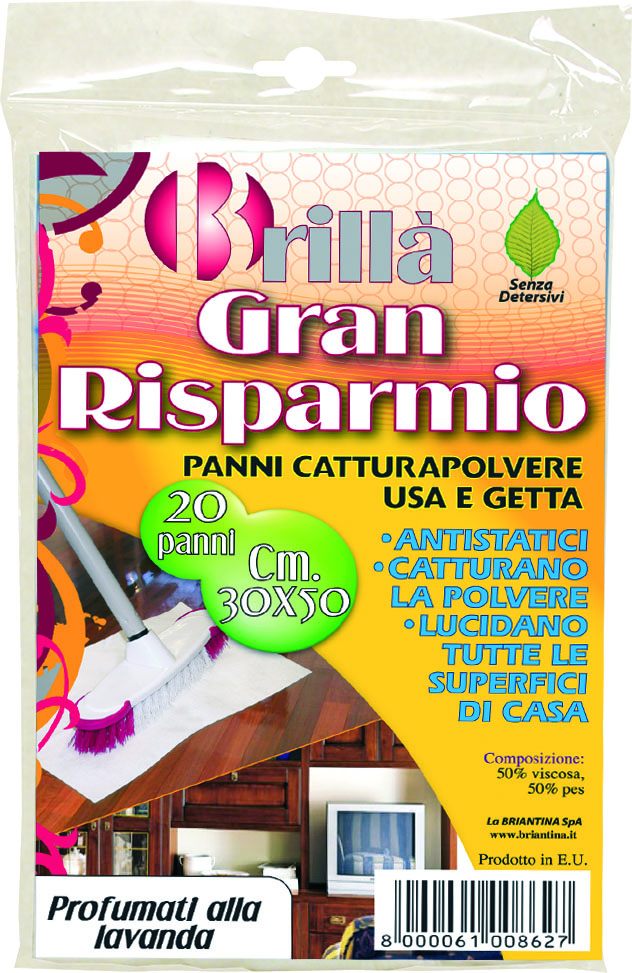 Brillà
Senza
Detersivi
Gran
Risparmio
PANNI CATTURAPOLVERE
USA E GETTA
20
panni
Cm.
30X50
• ANTISTATICI
• CATTURANO
LA POLVERE
• LUCIDANO
TUTTE LE
SUPERFICI
DI CASA
Composizione:
50% viscosa,
50% pes
La BRIANTINA SpA
www.briantina.it
Prodotto in E.U.
Profumati alla
lavanda
8 000061 008627